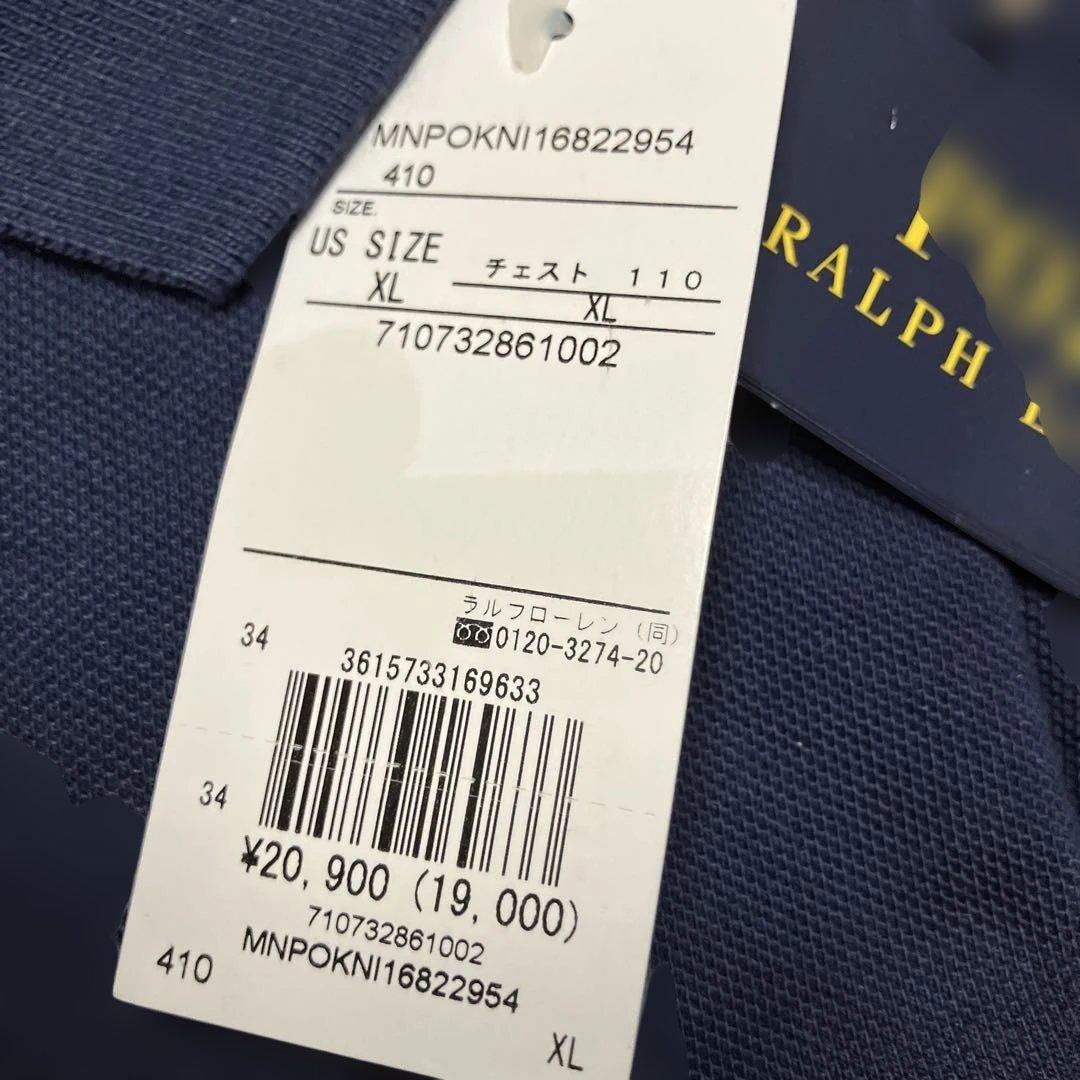 MNPOKNI16822954
410
SIZE.
US SIZE
チェスト 110
XL
XL
710732861002
ラルフローレン (同)
0120-3274-20
34
3615733169633
34
¥20,900 (19,000)
710732861002
MNPOKNI16822954
410
XL
RALPH